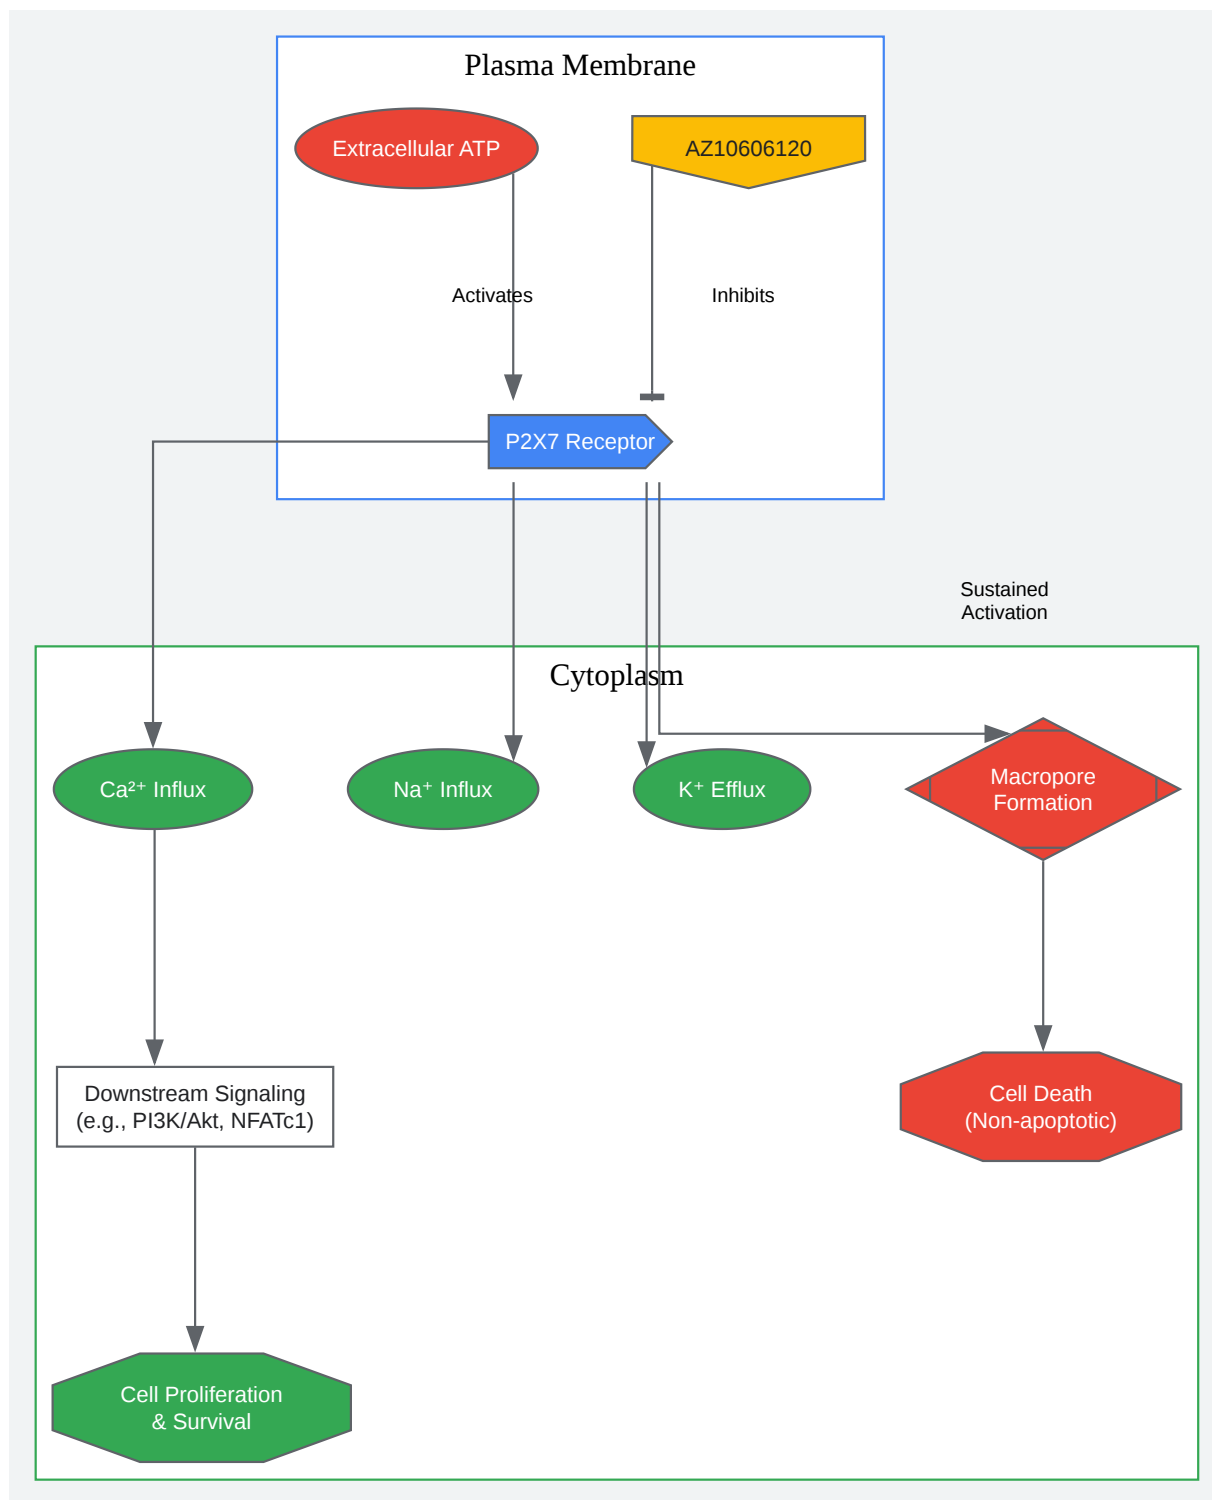 Plasma Membrane
Extracellular ATP
AZ10606120
Activates
Inhibits
P2X7 Receptor
Sustained
Activation
Cytoplasm
Ca²⁺ Influx
Na⁺ Influx
K⁺ Efflux
Macropore
Formation
Downstream Signaling
(e.g., PI3K/Akt, NFATc1)
Cell Death
(Non-apoptotic)
Cell Proliferation
& Survival